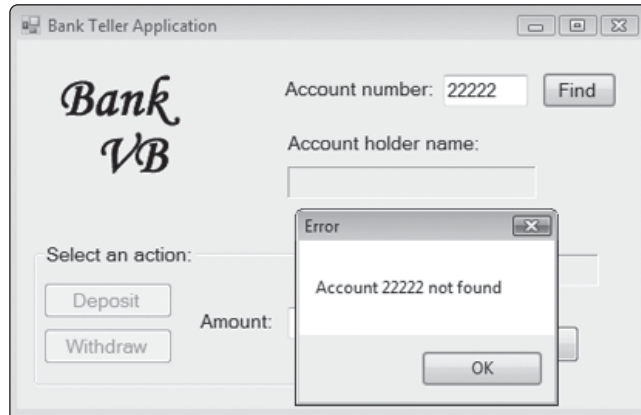 Bank Teller Application
Bank
VB
Account number: 22222 Find
Account holder name:
Error
Account 22222 not found
OK
Select an action:
Deposit
Withdraw
Amount: